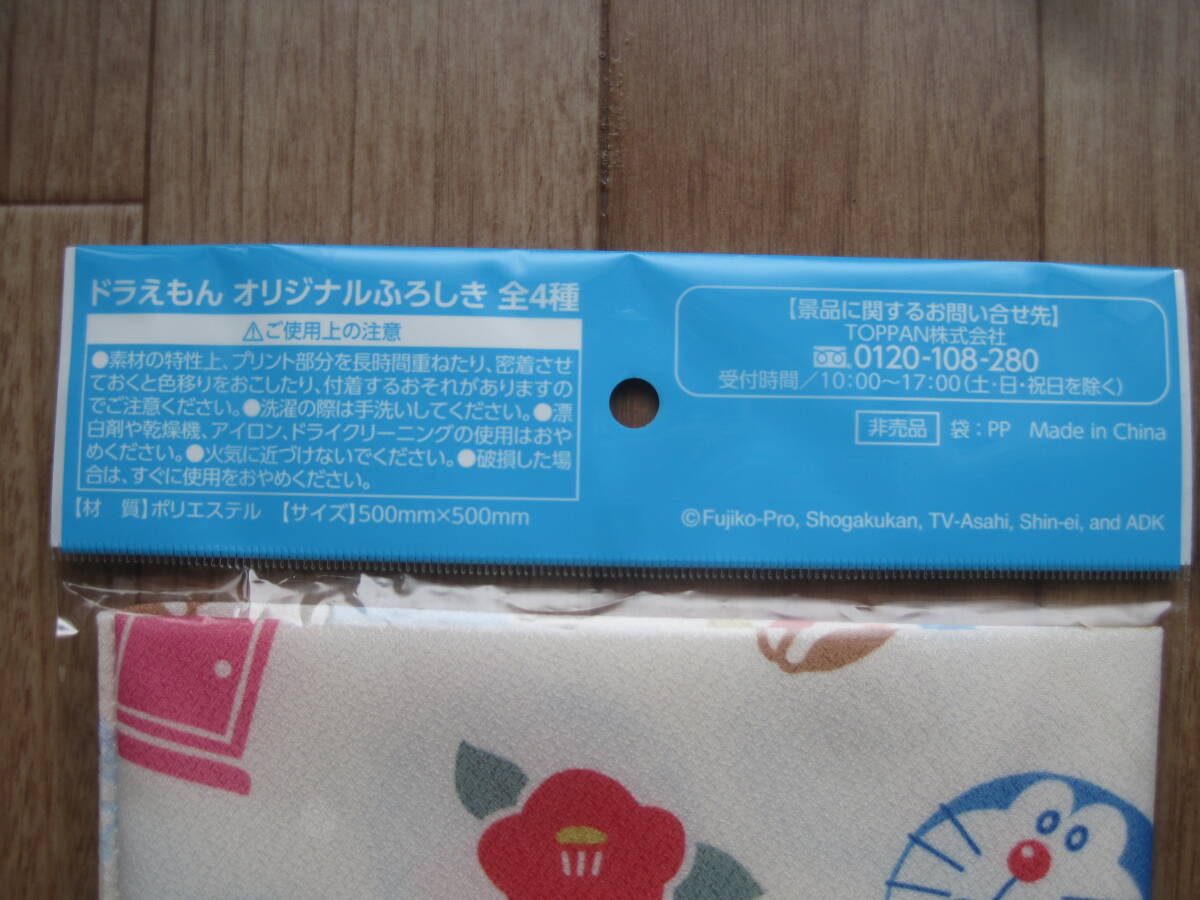 ドラえもん オリジナルふろしき 全4種
⚠ご使用上の注意
●素材の特性上、プリント部分を長時間重ねたり、密着させ
ておくと色移りをおこしたり、付着するおそれがありますの
でご注意ください。●洗濯の際は手洗いしてください。●漂
白剤や乾燥機、アイロン、ドライクリーニングの使用はおや
めください。●火気に近づけないでください。●破損した場
合は、すぐに使用をおやめください。
【材　質】ポリエステル 【サイズ】500mm×500mm
【景品に関するお問い合せ先】
TOPPAN株式会社
0120-108-280
受付時間／10:00〜17:00（土・日・祝日を除く）
非売品 袋：PP Made in China
©Fujiko-Pro, Shogakukan, TV-Asahi, Shin-ei, and ADK